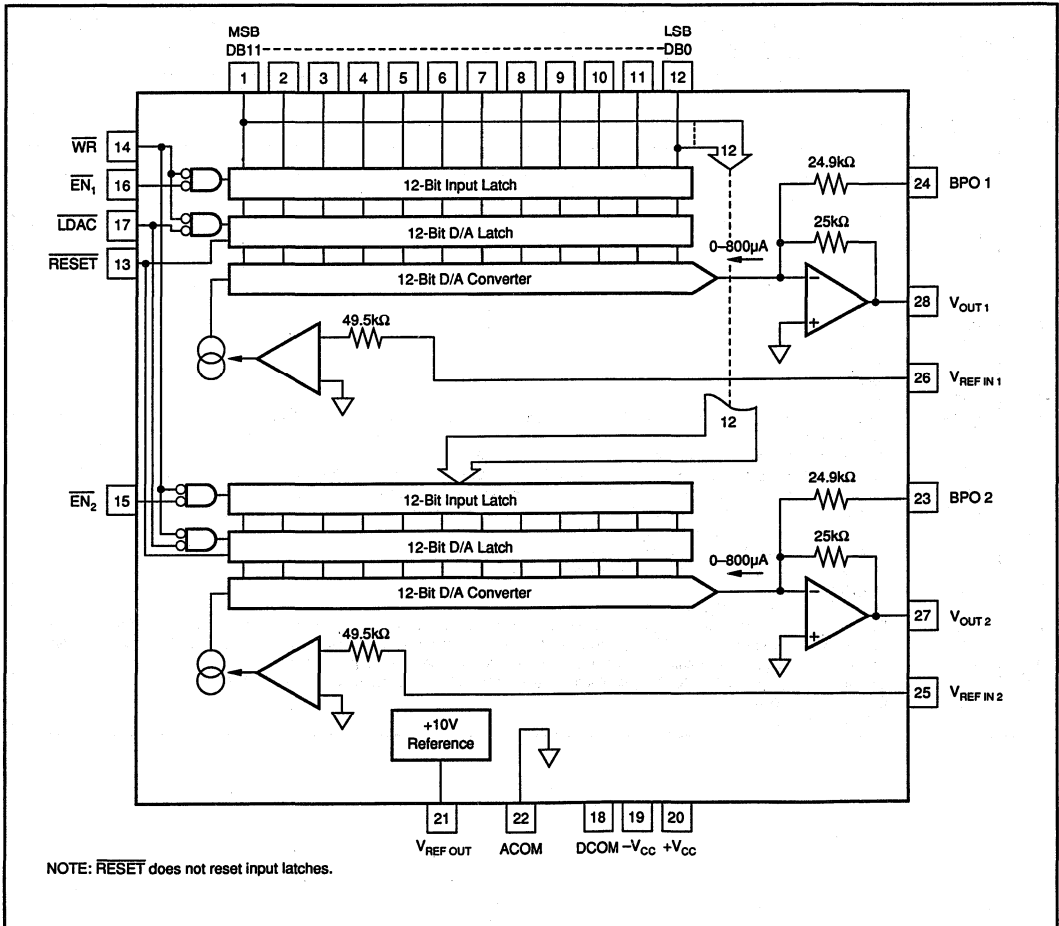 MSB LSB
DB11 DB0
1 2 3 4 5 6 7 8 9 10 11 12
WR 14
12
24.9kΩ
EN1 16 12-Bit Input Latch 24 BPO 1
LDAC 17 12-Bit D/A Latch 25kΩ
RESET 13 0–800µA
12-Bit D/A Converter
−
+
28 VOUT 1
49.5kΩ
26 VREF IN 1
12
24.9kΩ
EN2 15 12-Bit Input Latch 23 BPO 2
12-Bit D/A Latch 25kΩ
0–800µA
12-Bit D/A Converter
−
+
27 VOUT 2
49.5kΩ
25 VREF IN 2
+10V
Reference
21 22 18 19 20
VREF OUT ACOM DCOM –VCC +VCC
NOTE: RESET does not reset input latches.